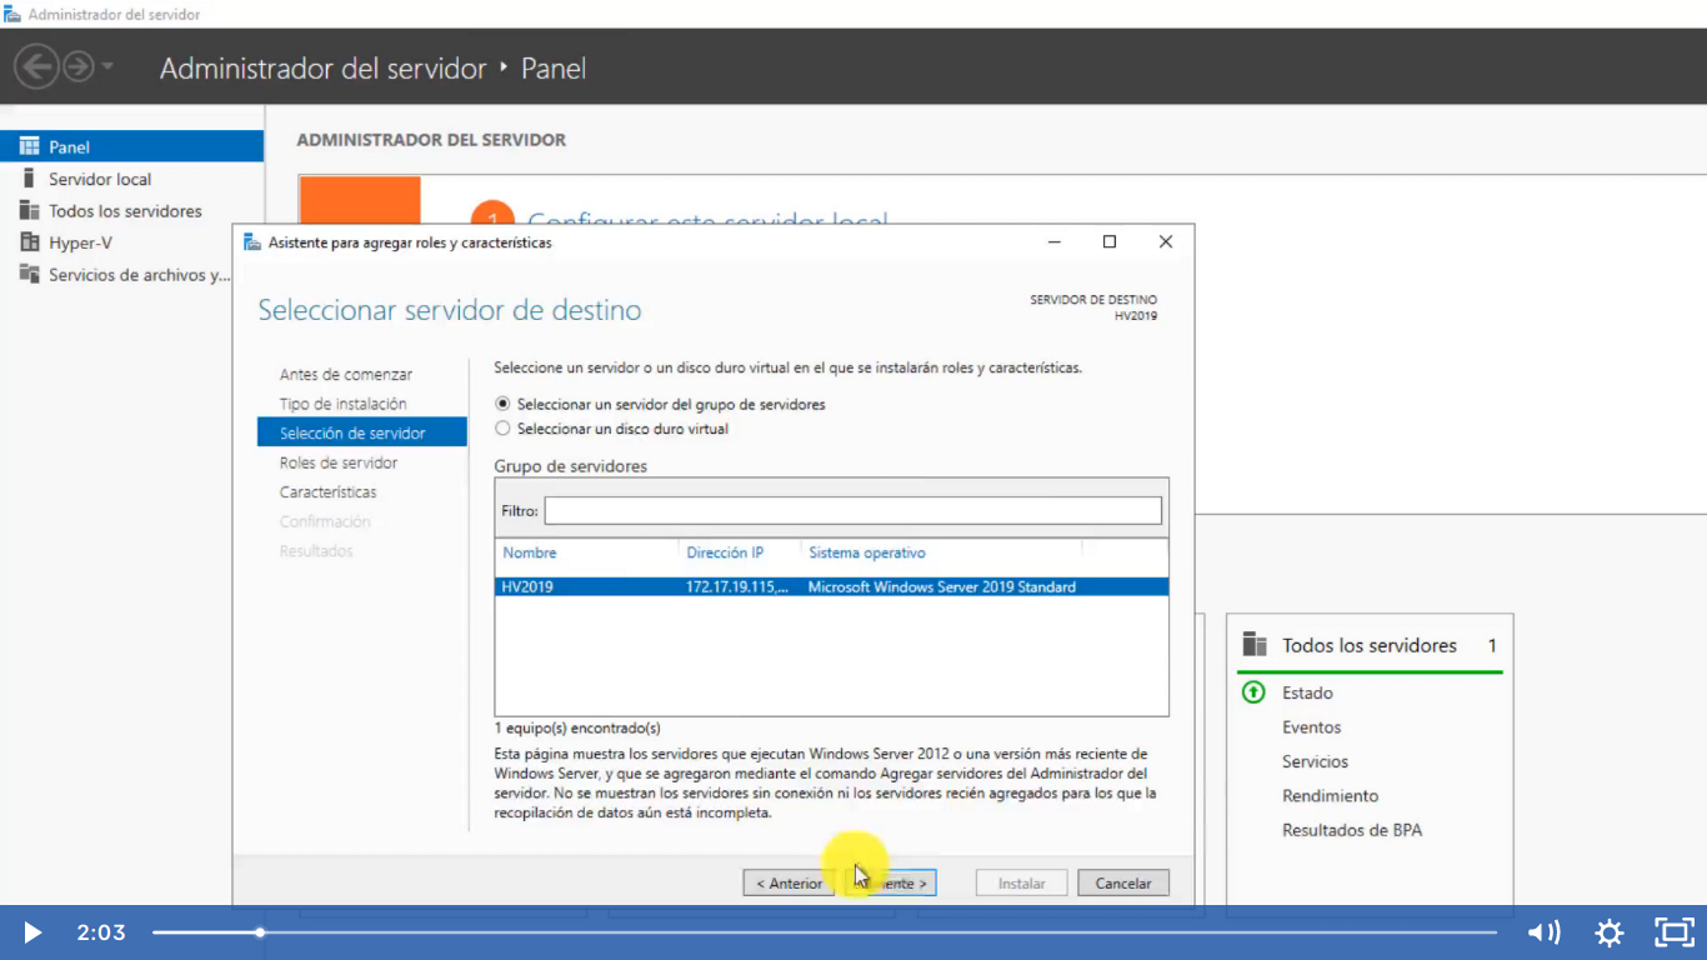 Administrador del servidor
Administrador del servidor ‣ Panel
Panel
Servidor local
Todos los servidores
Hyper-V
Servicios de archivos y...
ADMINISTRADOR DEL SERVIDOR
1 Configurar este servidor local
Asistente para agregar roles y características
Seleccionar servidor de destino
SERVIDOR DE DESTINO
HV2019
Antes de comenzar
Tipo de instalación
Selección de servidor
Roles de servidor
Características
Confirmación
Resultados
Seleccione un servidor o un disco duro virtual en el que se instalarán roles y características.
Seleccionar un servidor del grupo de servidores
Seleccionar un disco duro virtual
Grupo de servidores
Filtro:
Nombre Dirección IP Sistema operativo
HV2019 172.17.19.115,... Microsoft Windows Server 2019 Standard
1 equipo(s) encontrado(s)
Esta página muestra los servidores que ejecutan Windows Server 2012 o una versión más reciente de
Windows Server, y que se agregaron mediante el comando Agregar servidores del Administrador del
servidor. No se muestran los servidores sin conexión ni los servidores recién agregados para los que la
recopilación de datos aún está incompleta.
< Anterior
Instalar
Cancelar
Todos los servidores 1
Estado
Eventos
Servicios
Rendimiento
Resultados de BPA
2:03